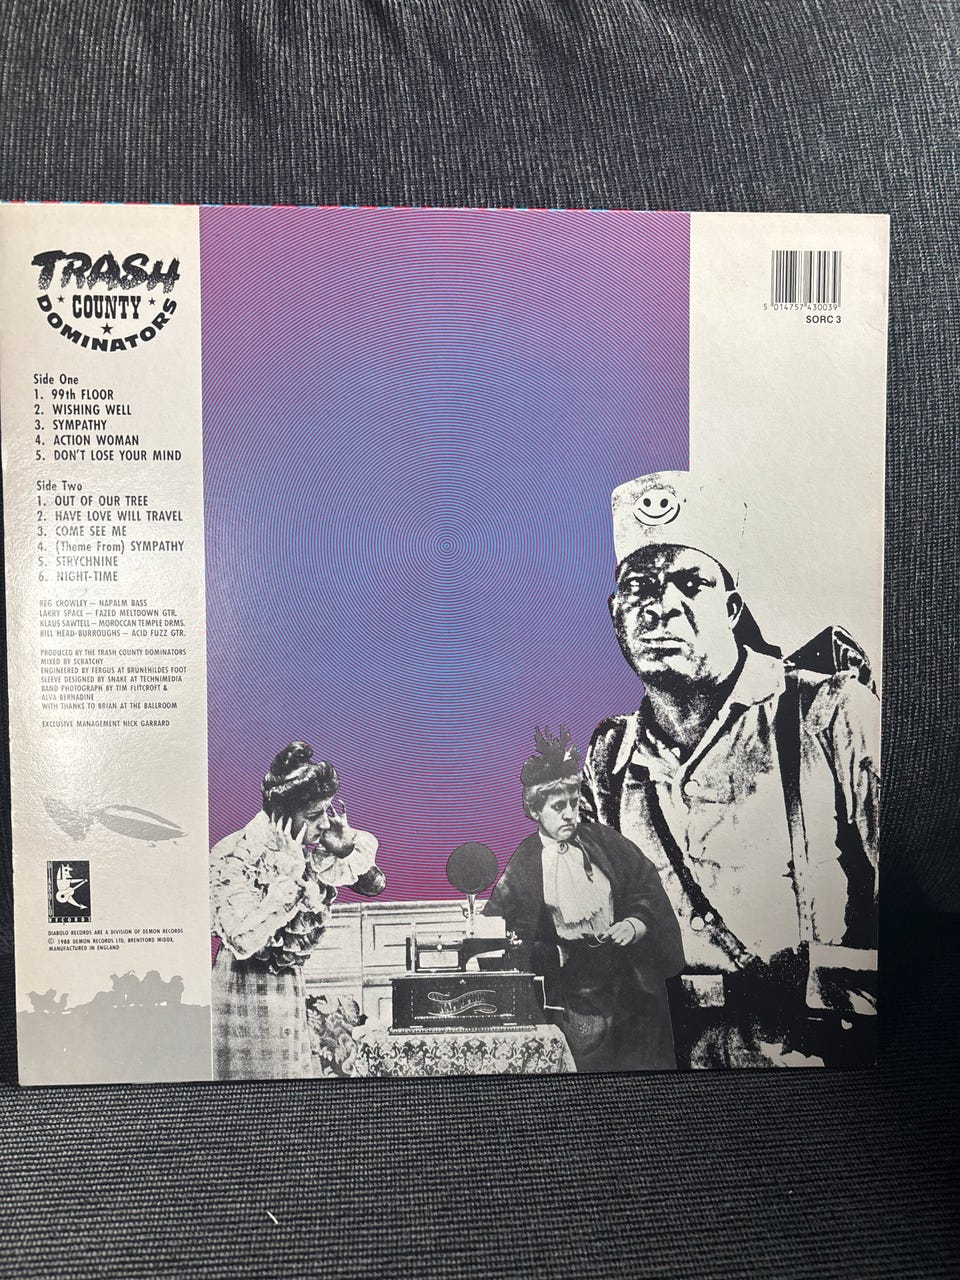 TRASH
★ COUNTY ★
DOMINATORS
Side One
1. 99th FLOOR
2. WISHING WELL
3. SYMPATHY
4. ACTION WOMAN
5. DON'T LOSE YOUR MIND
Side Two
1. OUT OF OUR TREE
2. HAVE LOVE WILL TRAVEL
3. COME SEE ME
4. (Theme From) SYMPATHY
5. STRYCHNINE
6. NIGHT-TIME
REG CROWLEY – NAPALM BASS
LARRY SPACE – FAZED MELTDOWN GTR.
KLAUS SAWTELL – MOROCCAN TEMPLE DRMS.
BILL HEAD-BURROUGHS – ACID FUZZ GTR.
PRODUCED BY THE TRASH COUNTY DOMINATORS
MIXED BY SCRATCHY
ENGINEERED BY FERGUS AT BRUNEHILDES FOOT
SLEEVE DESIGNED BY SNAKE AT TECHNIMEDIA
BAND PHOTOGRAPH BY TIM FLITCROFT &
ALVA BERNADINE
WITH THANKS TO BRIAN AT THE BALLROOM
EXCLUSIVE MANAGEMENT NICK GARRARD
RECORDS
DIABOLO RECORDS ARE A DIVISION OF DEMON RECORDS
© 1988 DEMON RECORDS LTD, BRENTFORD MIDDX.
MANUFACTURED IN ENGLAND
5 014757 430039
SORC 3